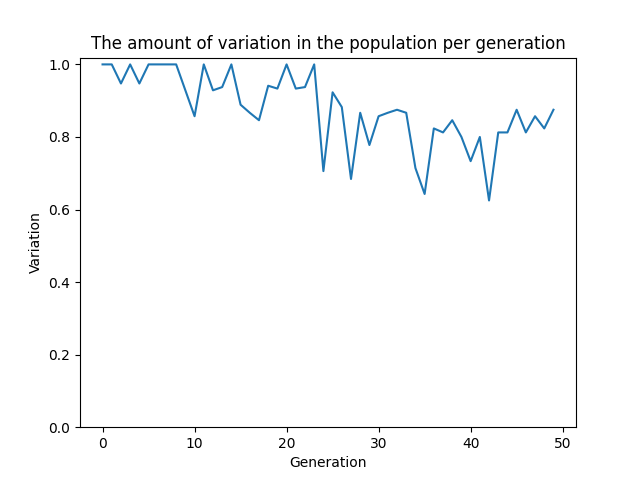 The amount of variation in the population per generation
1.0
0.8
0.6
0.4
0.2
0.0
Variation
0 10 20 30 40 50
Generation